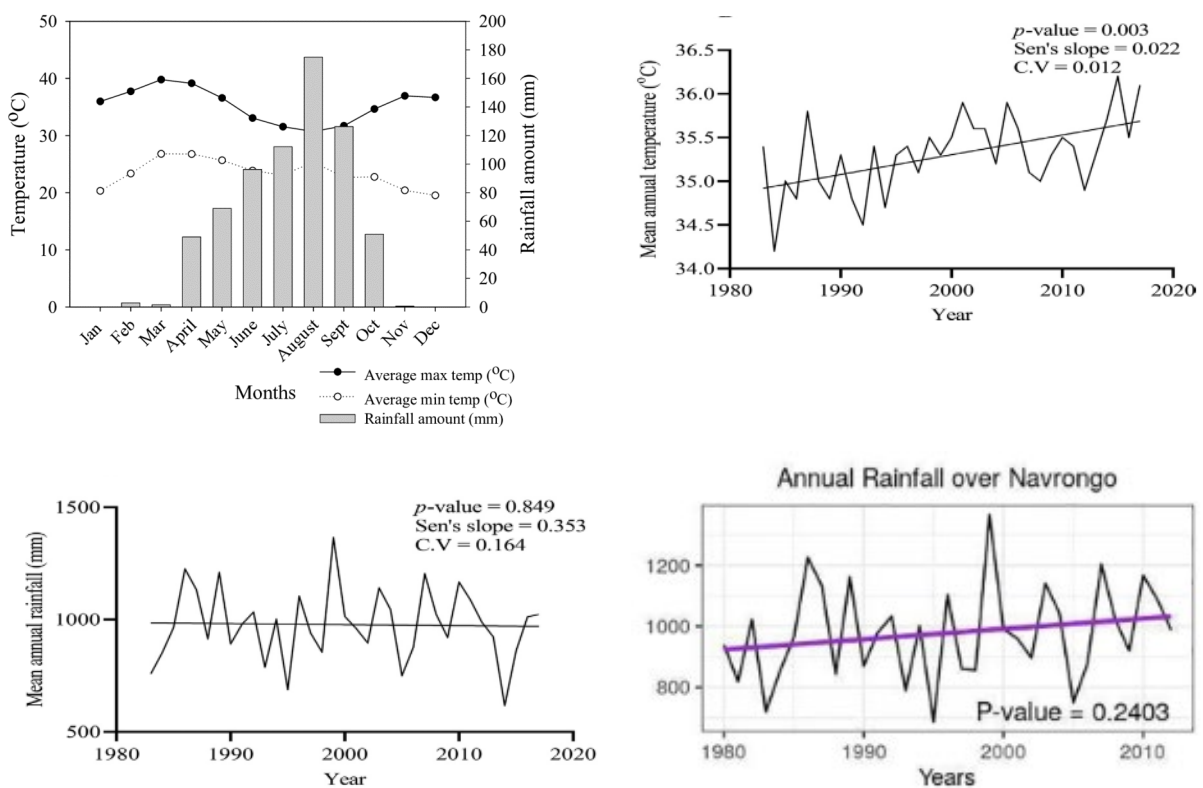 50
40
30
20
10
0
Temperature (⁰C)
200
180
160
140
120
100
80
60
40
20
0
Rainfall amount (mm)
Jan
Feb
Mar
April
May
June
July
August
Sept
Oct
Nov
Dec
Months
Average max temp (⁰C)
Average min temp (⁰C)
Rainfall amount (mm)
p-value = 0.003
Sen's slope = 0.022
C.V = 0.012
36.5
36.0
35.5
35.0
34.5
34.0
Mean annual temperature (⁰C)
1980
1990
2000
2010
2020
Year
p-value = 0.849
Sen's slope = 0.353
C.V = 0.164
1500
1000
500
Mean annual rainfall (mm)
1980
1990
2000
2010
2020
Year
Annual Rainfall over Navrongo
1200
1000
800
P-value = 0.2403
1980
1990
2000
2010
Years